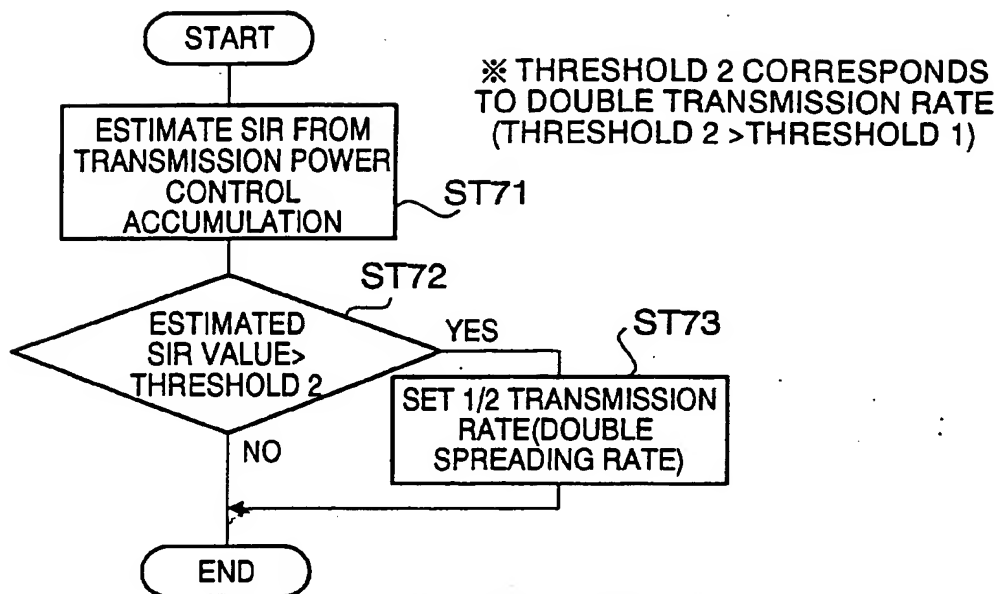 START
※ THRESHOLD 2 CORRESPONDS
TO DOUBLE TRANSMISSION RATE
(THRESHOLD 2 >THRESHOLD 1)
ESTIMATE SIR FROM
TRANSMISSION POWER
CONTROL
ACCUMULATION
ST71
ST72
ESTIMATED
SIR VALUE>
THRESHOLD 2
YES
ST73
SET 1/2 TRANSMISSION
RATE(DOUBLE
SPREADING RATE)
NO
END